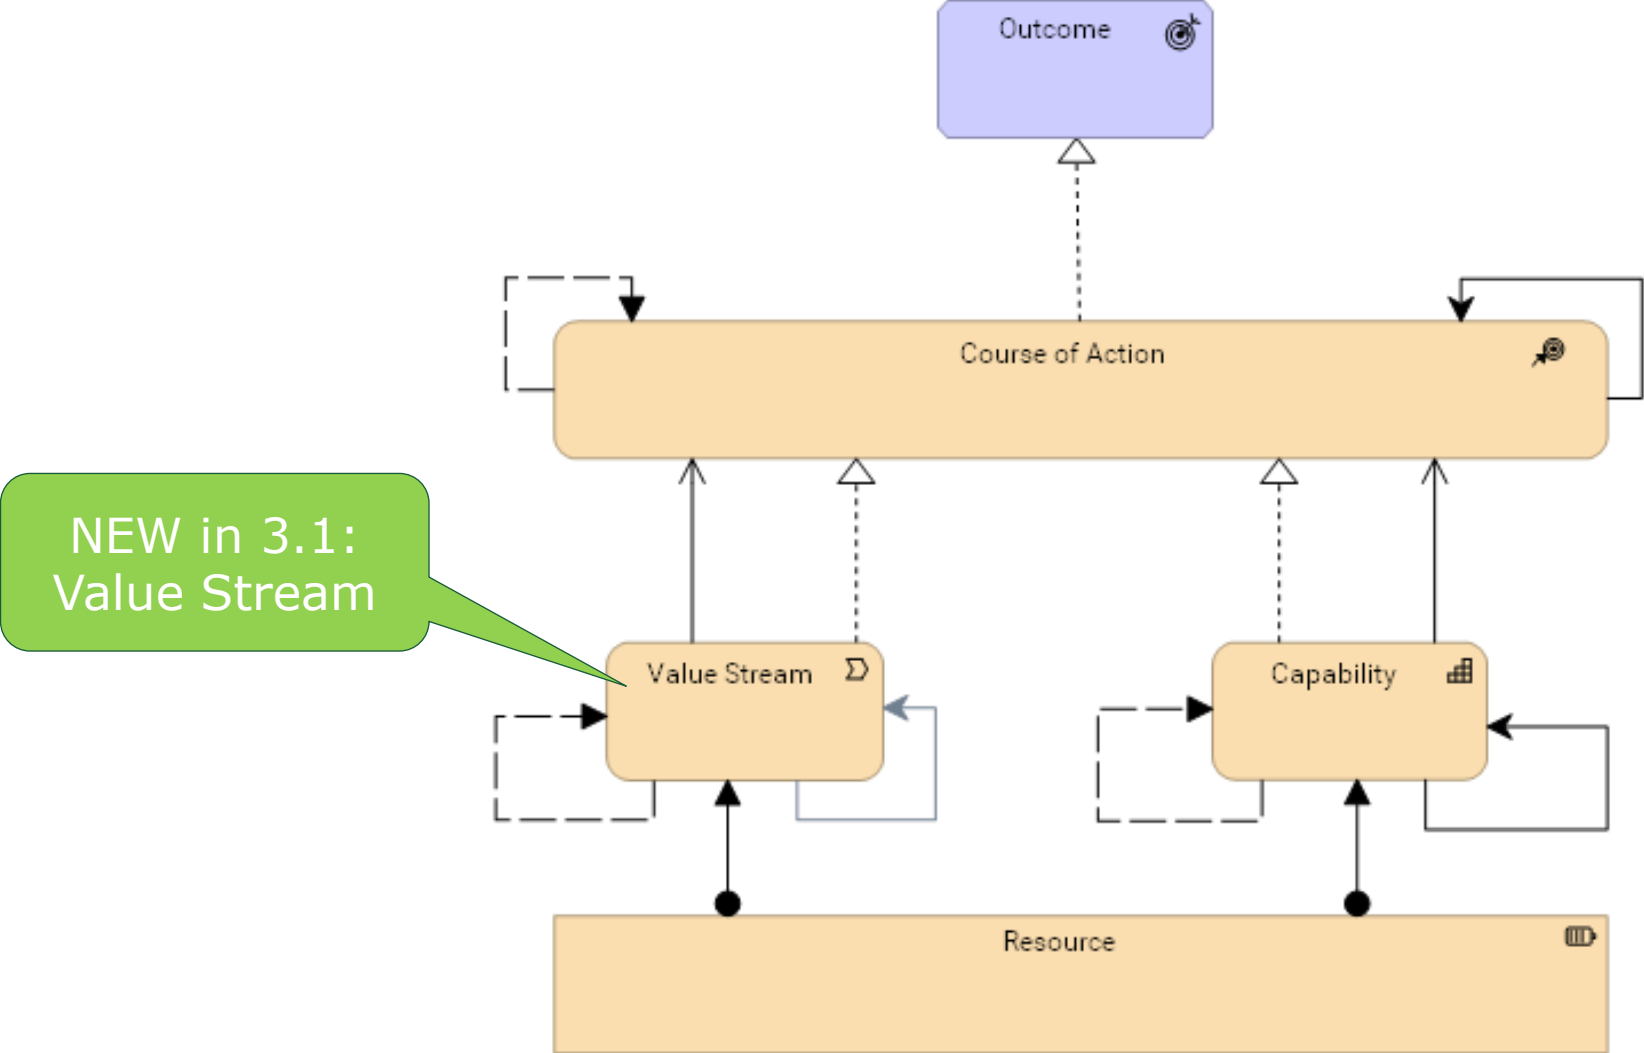 Outcome
Course of Action
NEW in 3.1:
Value Stream
Value Stream
Capability
Resource